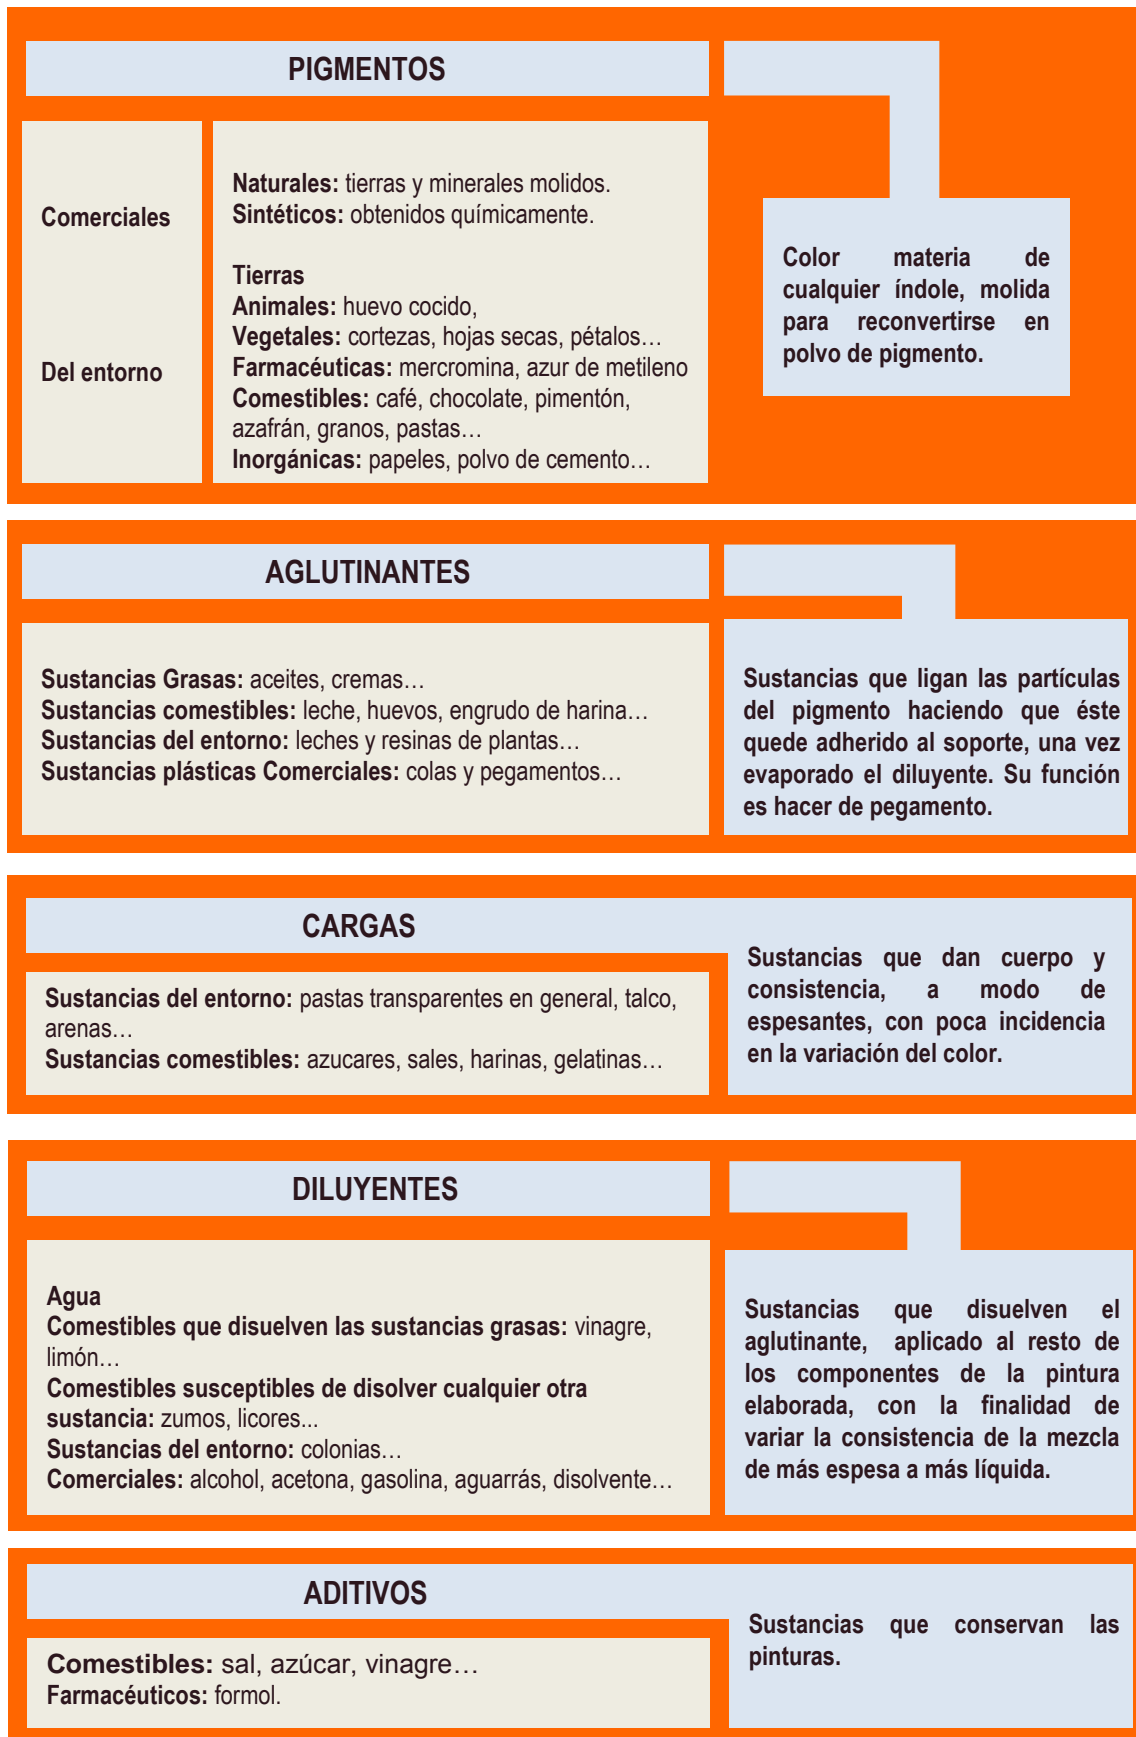 PIGMENTOS
Comerciales
Naturales: tierras y minerales molidos.
Sintéticos: obtenidos químicamente.
Del entorno
Tierras
Animales: huevo cocido,
Vegetales: cortezas, hojas secas, pétalos…
Farmacéuticas: mercromina, azur de metileno
Comestibles: café, chocolate, pimentón,
azafrán, granos, pastas…
Inorgánicas: papeles, polvo de cemento…
Color materia de
cualquier índole, molida
para reconvertirse en
polvo de pigmento.
AGLUTINANTES
Sustancias Grasas: aceites, cremas…
Sustancias comestibles: leche, huevos, engrudo de harina…
Sustancias del entorno: leches y resinas de plantas…
Sustancias plásticas Comerciales: colas y pegamentos…
Sustancias que ligan las partículas
del pigmento haciendo que éste
quede adherido al soporte, una vez
evaporado el diluyente. Su función
es hacer de pegamento.
CARGAS
Sustancias del entorno: pastas transparentes en general, talco,
arenas…
Sustancias comestibles: azucares, sales, harinas, gelatinas…
Sustancias que dan cuerpo y
consistencia, a modo de
espesantes, con poca incidencia
en la variación del color.
DILUYENTES
Agua
Comestibles que disuelven las sustancias grasas: vinagre,
limón…
Comestibles susceptibles de disolver cualquier otra
sustancia: zumos, licores...
Sustancias del entorno: colonias…
Comerciales: alcohol, acetona, gasolina, aguarrás, disolvente…
Sustancias que disuelven el
aglutinante, aplicado al resto de
los componentes de la pintura
elaborada, con la finalidad de
variar la consistencia de la mezcla
de más espesa a más líquida.
ADITIVOS
Comestibles: sal, azúcar, vinagre…
Farmacéuticos: formol.
Sustancias que conservan las
pinturas.